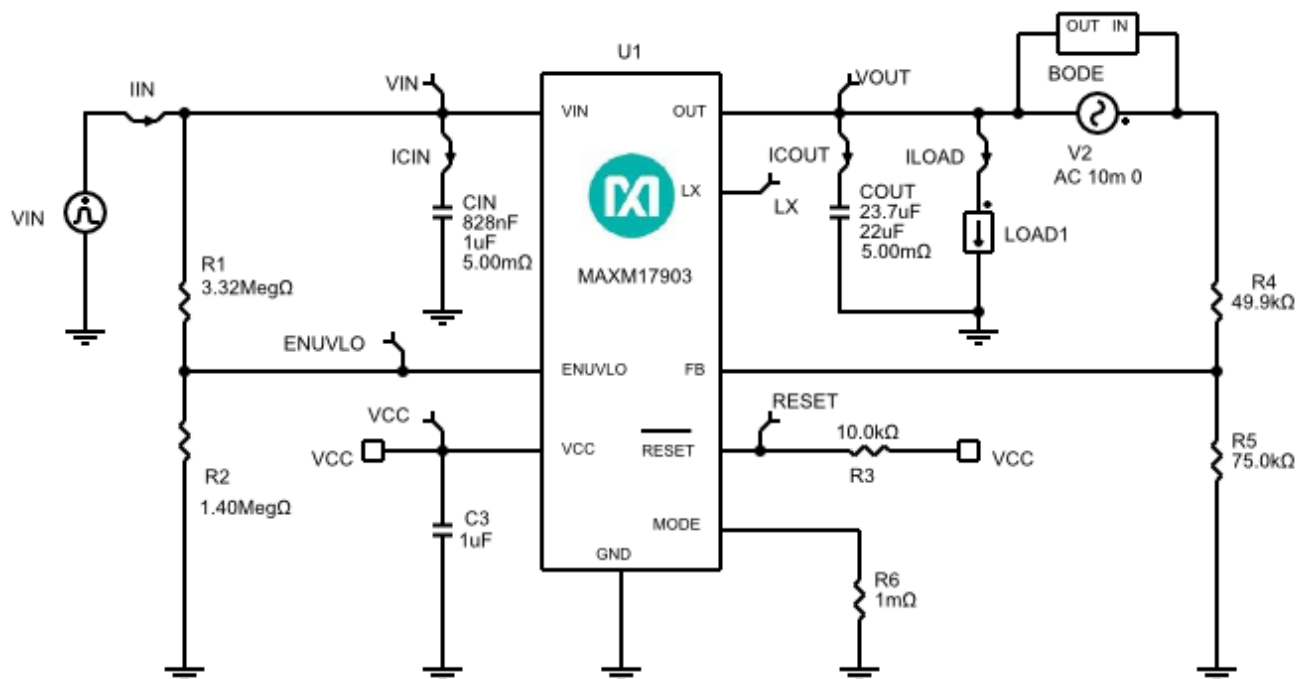 OUT IN
BODE
U1
VIN
VOUT
IIN
VIN
OUT
V2
AC 10m 0
ICIN
ICOUT
ILOAD
LX
LX
VIN
CIN
828nF
1uF
5.00mΩ
COUT
23.7uF
22uF
5.00mΩ
LOAD1
R1
3.32MegΩ
MAXM17903
R4
49.9kΩ
ENUVLO
ENUVLO
FB
VCC
RESET
10.0kΩ
VCC
VCC
RESET
R3
VCC
R5
75.0kΩ
R2
1.40MegΩ
C3
1uF
MODE
GND
R6
1mΩ